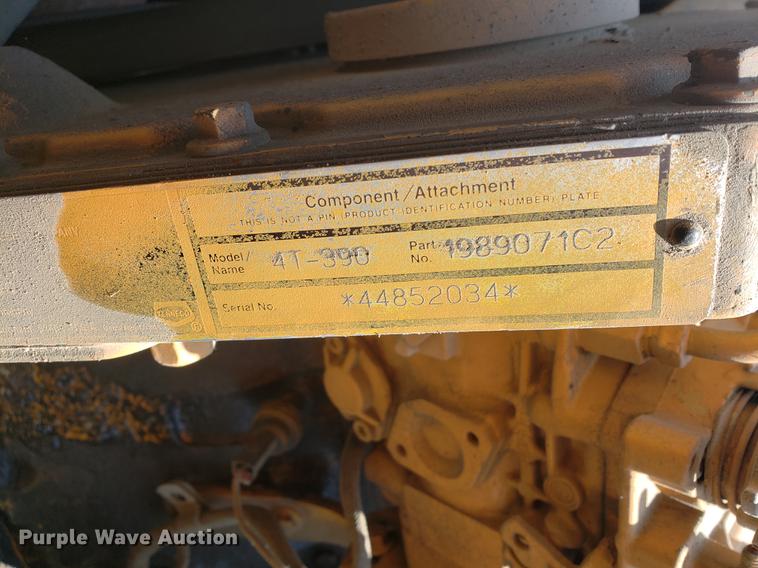 Component/Attachment
THIS IS NOT A PIN (PRODUCT IDENTIFICATION NUMBER) PLATE
Model/ Name 4T-390 Part No. 1989071C2
Serial No. *44852034*
Purple Wave Auction